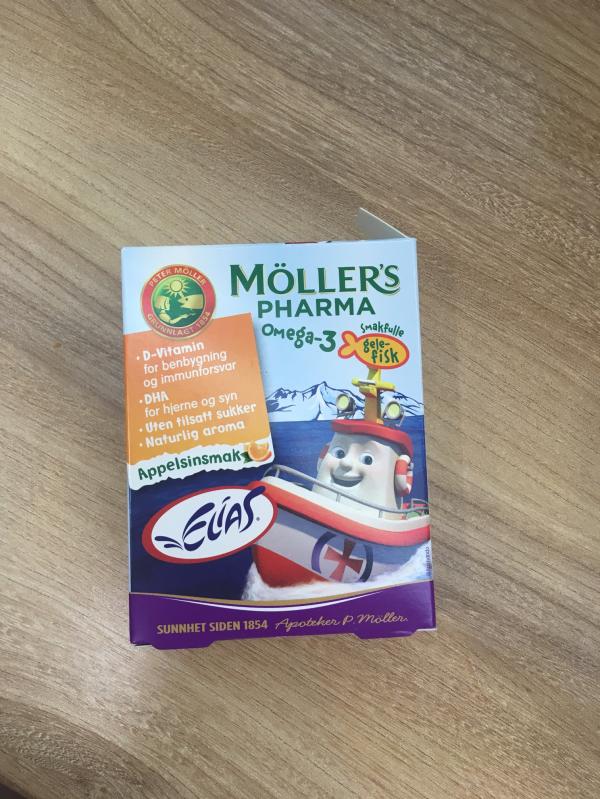 PETER MÖLLER
GRUNNLAGT 1854
MÖLLER'S
PHARMA
Omega-3
Smakfulle
gele-
fisk
• D-Vitamin
for benbygning
og immunforsvar
• DHA
for hjerne og syn
• Uten tilsatt sukker
• Naturlig aroma
Appelsinsmak
ELIAS®
SUNNHET SIDEN 1854 Apoteker P. Möller.